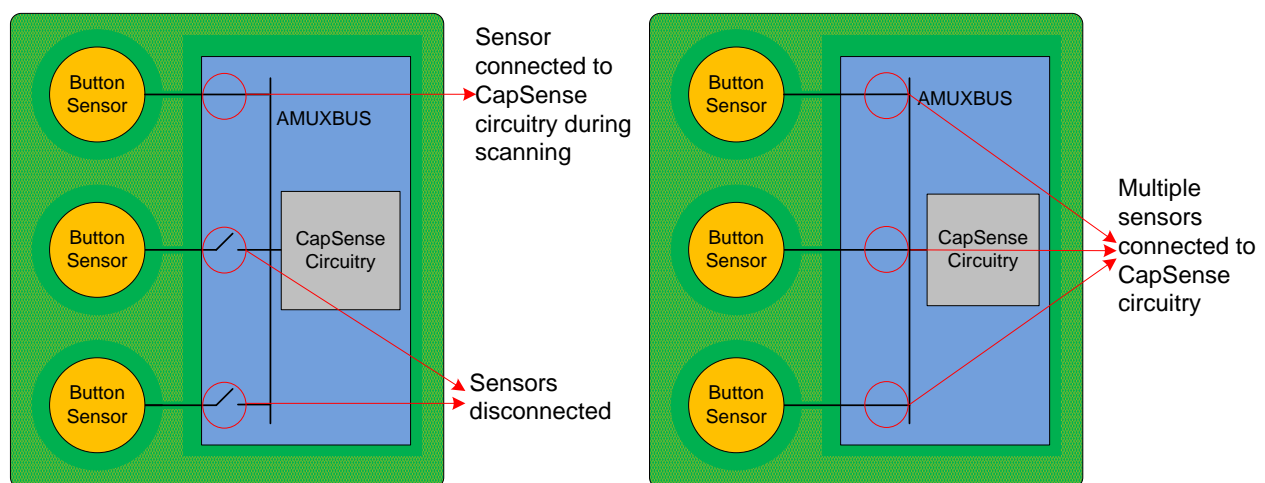 Button
Sensor
Sensor
connected to
CapSense
circuitry during
scanning
AMUXBUS
Button
Sensor
CapSense
Circuitry
Button
Sensor
Sensors
disconnected
Button
Sensor
AMUXBUS
Button
Sensor
CapSense
Circuitry
Multiple
sensors
connected to
CapSense
circuitry
Button
Sensor